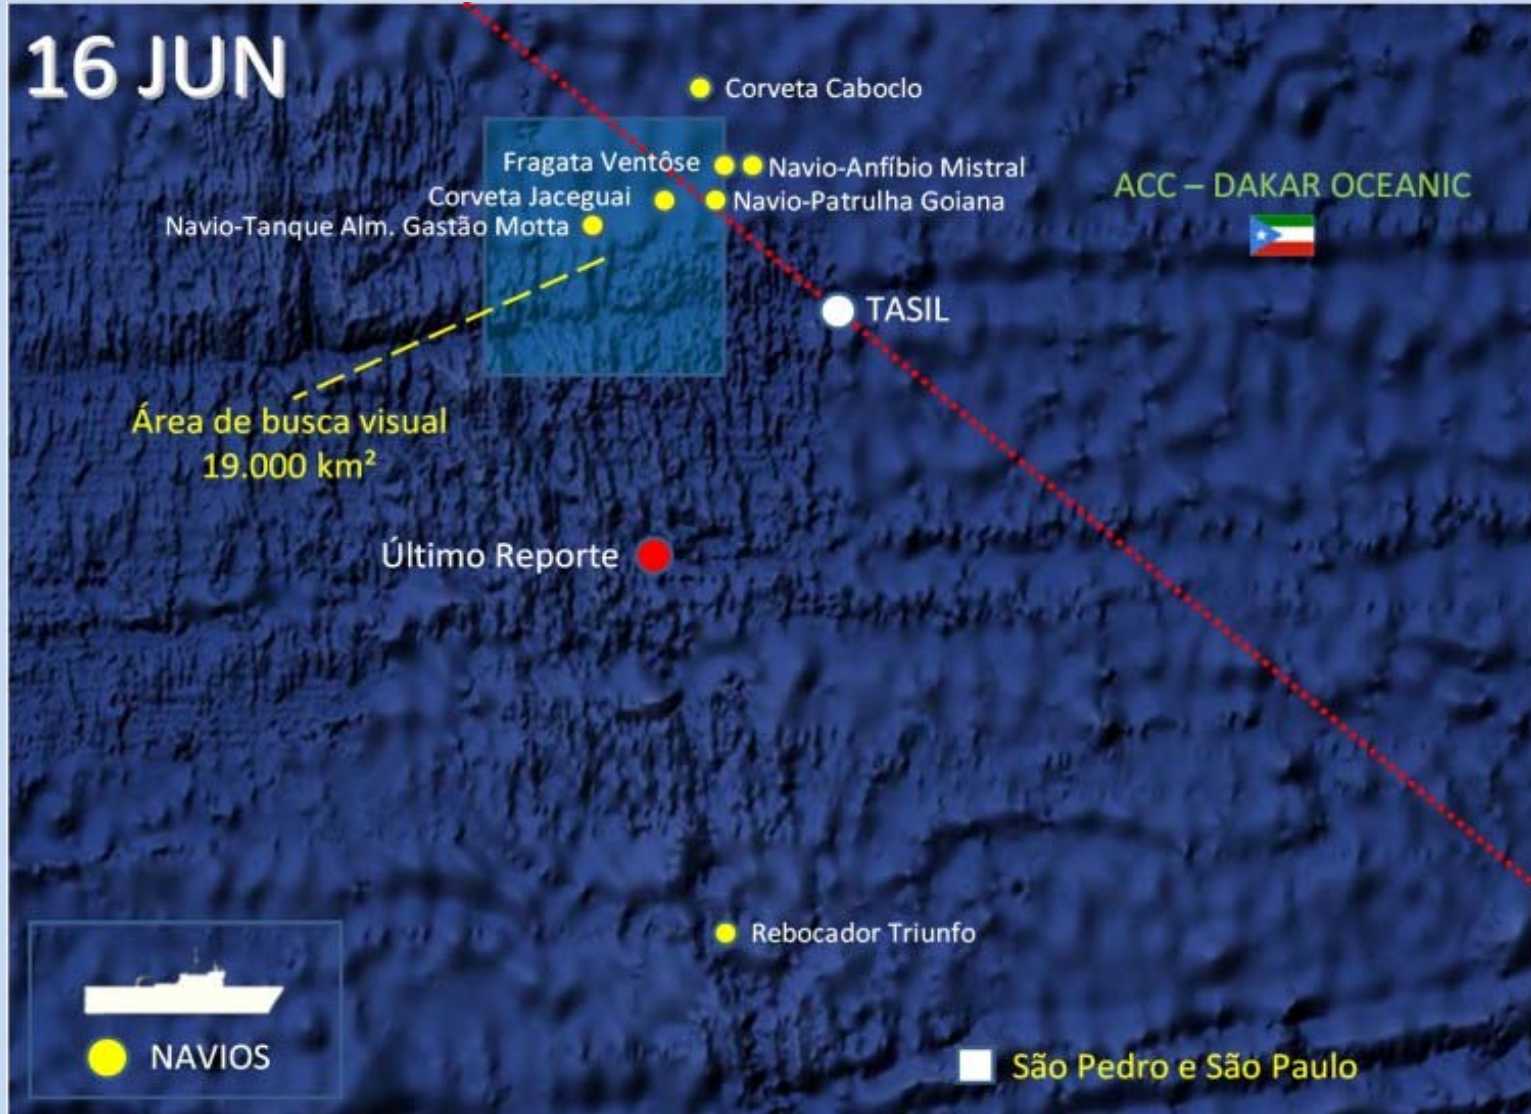 16 JUN
Corveta Caboclo
Fragata Ventôse
Navio-Anfíbio Mistral
Corveta Jaceguai
Navio-Patrulha Goiana
Navio-Tanque Alm. Gastão Motta
ACC – DAKAR OCEANIC
TASIL
Área de busca visual
19.000 km²
Último Reporte
Rebocador Triunfo
NAVIOS
São Pedro e São Paulo